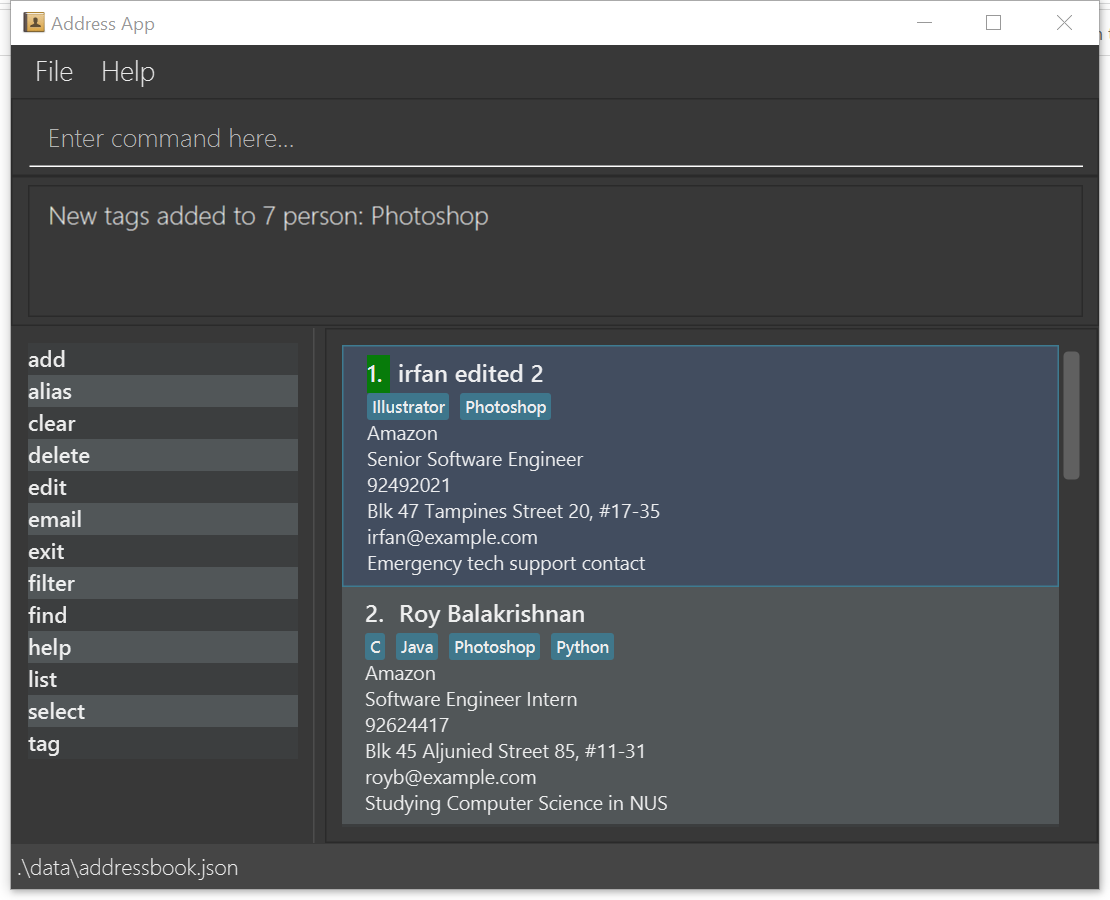 Address App
File Help
Enter command here...
New tags added to 7 person: Photoshop
add
alias
clear
delete
edit
email
exit
filter
find
help
list
select
tag
1. irfan edited 2
Illustrator Photoshop
Amazon
Senior Software Engineer
92492021
Blk 47 Tampines Street 20, #17-35
irfan@example.com
Emergency tech support contact
2. Roy Balakrishnan
C Java Photoshop Python
Amazon
Software Engineer Intern
92624417
Blk 45 Aljunied Street 85, #11-31
royb@example.com
Studying Computer Science in NUS
.\data\addressbook.json